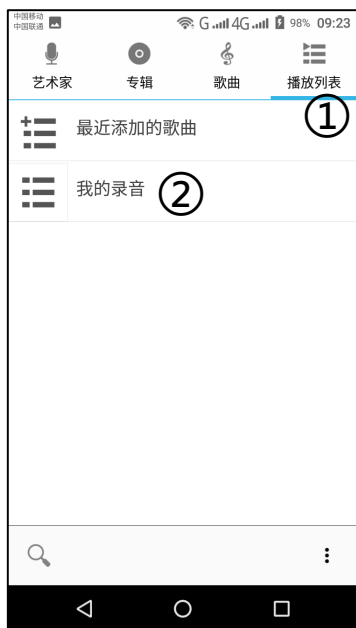 中国移动
中国联通
G 4G 98% 09:23
艺术家 专辑 歌曲 播放列表
①
最近添加的歌曲
我的录音 ②